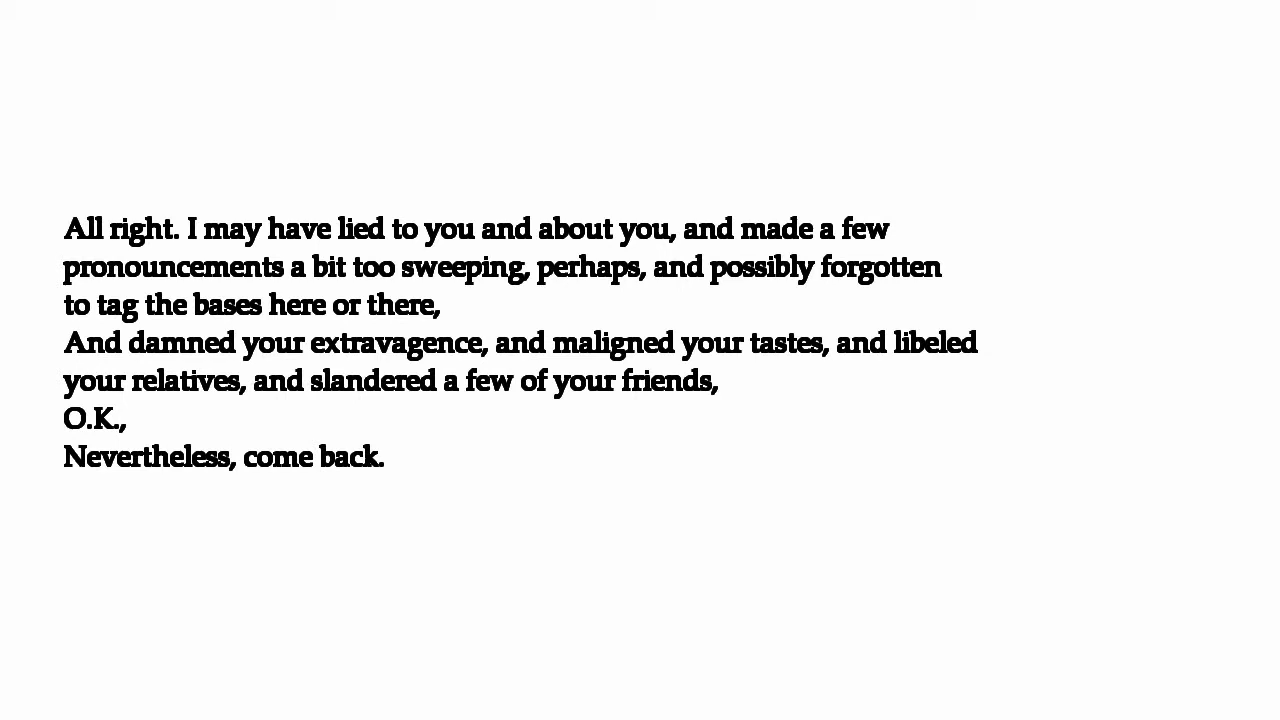 All right. I may have lied to you and about you, and made a few
pronouncements a bit too sweeping, perhaps, and possibly forgotten
to tag the bases here or there,
And damned your extravagence, and maligned your tastes, and libeled
your relatives, and slandered a few of your friends,
O.K.,
Nevertheless, come back.